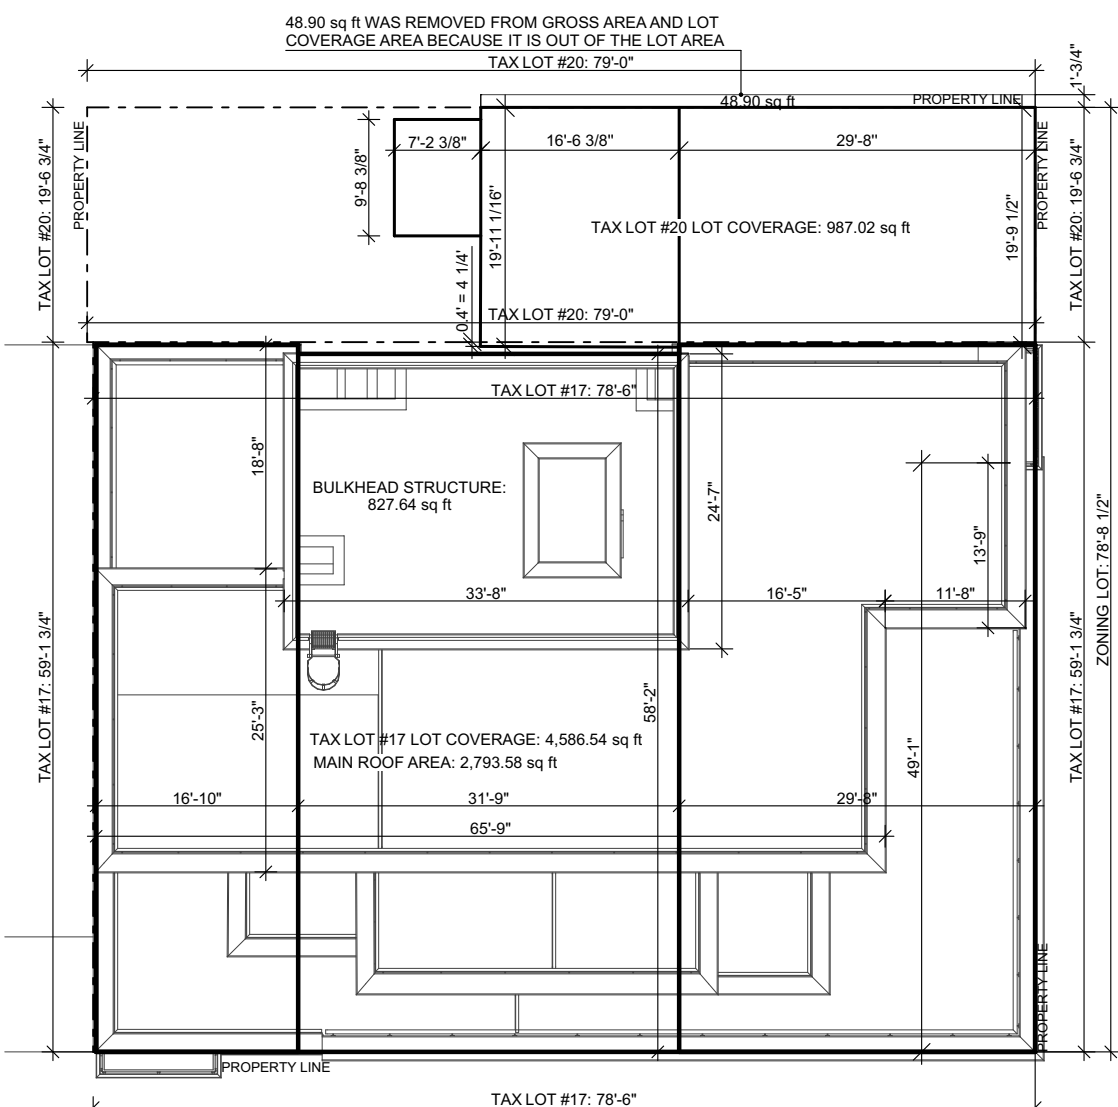 48.90 sq ft WAS REMOVED FROM GROSS AREA AND LOT
COVERAGE AREA BECAUSE IT IS OUT OF THE LOT AREA
TAX LOT #20: 79'-0"
1'-3/4"
48.90 sq ft
PROPERTY LINE
PROPERTY LINE
PROPERTY LINE
TAX LOT #20: 19'-6 3/4"
7'-2 3/8"
16'-6 3/8"
29'-8"
9'-8 3/8"
19'-11 1/16"
19'-9 1/2"
TAX LOT #20: 19'-6 3/4"
TAX LOT #20 LOT COVERAGE: 987.02 sq ft
0.4' = 4 1/4'
TAX LOT #20: 79'-0"
TAX LOT #17: 78'-6"
18'-8"
BULKHEAD STRUCTURE:
827.64 sq ft
24'-7"
13'-9"
ZONING LOT: 78'-8 1/2"
33'-8"
16'-5"
11'-8"
TAX LOT #17: 59'-1 3/4"
TAX LOT #17: 59'-1 3/4"
25'-3"
58'-2"
49'-1"
TAX LOT #17 LOT COVERAGE: 4,586.54 sq ft
MAIN ROOF AREA: 2,793.58 sq ft
16'-10"
31'-9"
29'-8"
65'-9"
PROPERTY LINE
PROPERTY LINE
TAX LOT #17: 78'-6"